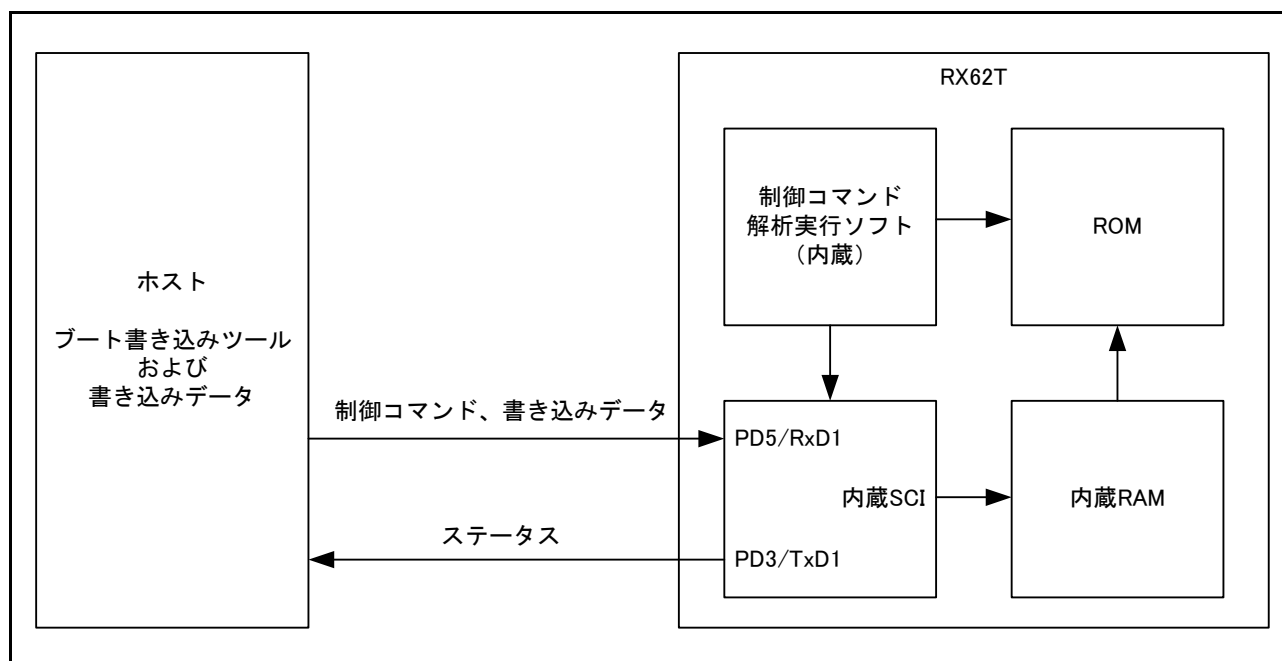 ホスト
ブート書き込みツール
および
書き込みデータ
制御コマンド、書き込みデータ
ステータス
RX62T
制御コマンド
解析実行ソフト
（内蔵）
ROM
PD5/RxD1
内蔵SCI
PD3/TxD1
内蔵RAM